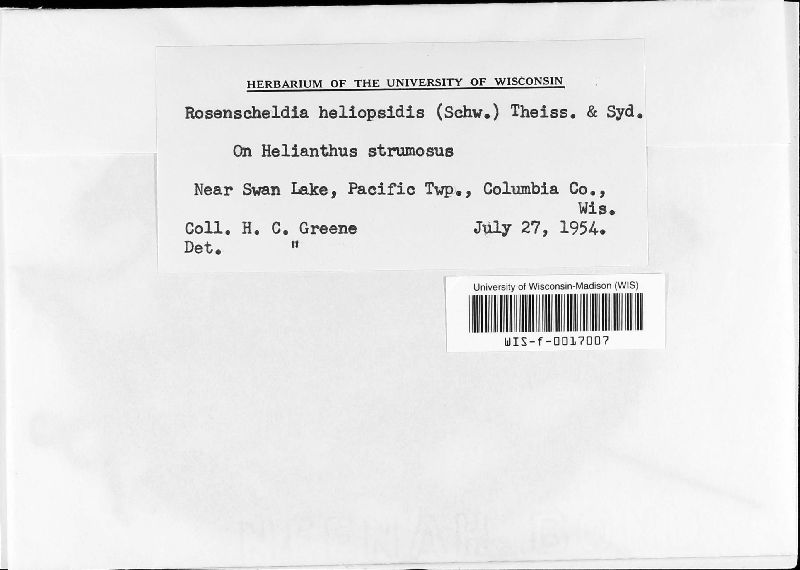 HERBARIUM OF THE UNIVERSITY OF WISCONSIN
Rosenscheldia heliopsidis (Schw.) Theiss. & Syd.
On Helianthus strumosus
Near Swan Lake, Pacific Twp., Columbia Co.,
Wis.
Coll. H. C. Greene July 27, 1954.
Det. "
University of Wisconsin-Madison (WIS)
WIS-f-0017007